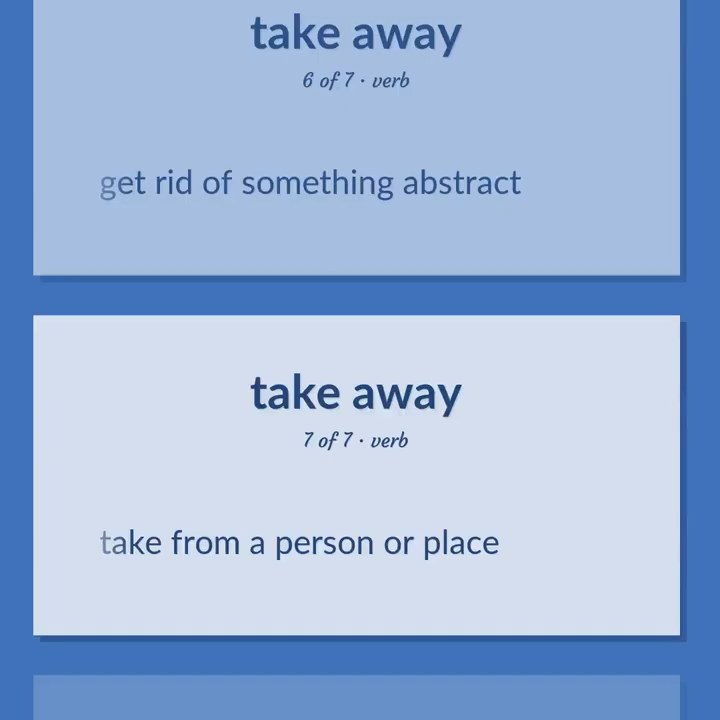 take away
6 of 7 · verb
get rid of something abstract
take away
7 of 7 · verb
take from a person or place